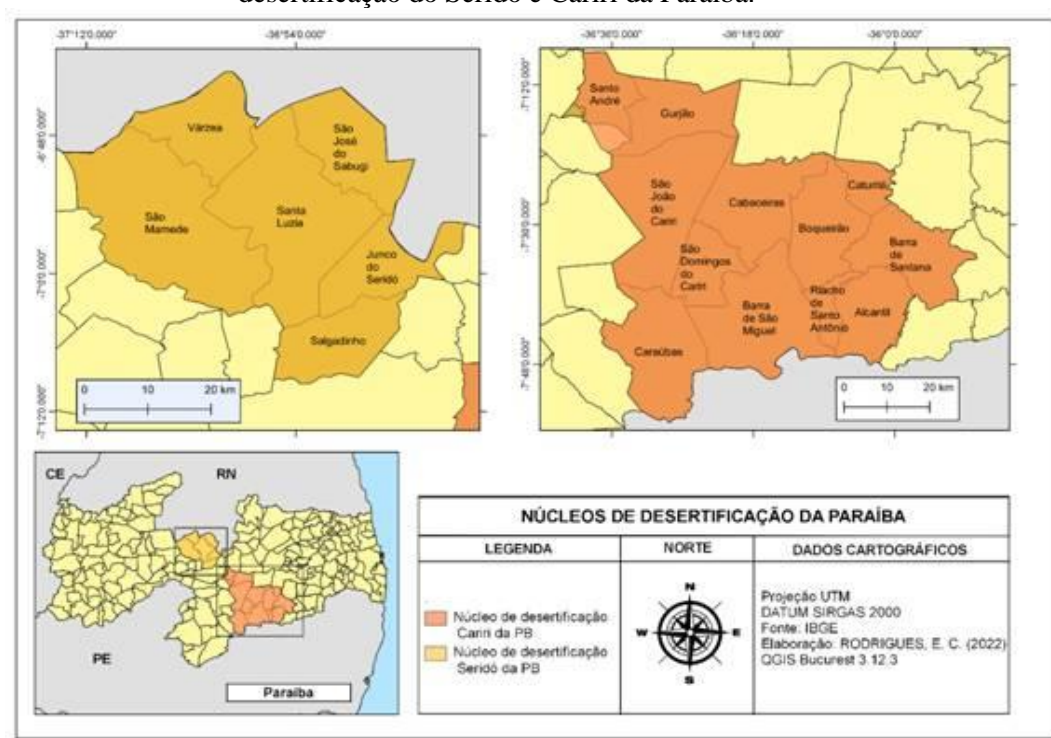 desertificação do Seridó e Cariri da Paraíba.
-37°12'0.000"
-36°54'0.000"
-6°48'0.000"
-7°0'0.000"
-7°12'0.000"
Várzea
São
José
do
Sabugi
São
Mamede
Santa
Luzia
Junco
do
Seridó
Salgadinho
0 10 20 km
-36°36'0.000"
-36°18'0.000"
-36°0'0.000"
-7°12'0.000"
-7°30'0.000"
-7°48'0.000"
Santo
André
Gurjão
São
João
do
Cariri
Cabaceiras
Caturité
Boqueirão
São
Domingos
do
Cariri
Barra
de
Santana
Barra
de São
Miguel
Riacho
de
Santo
Antônio
Alcantil
Caraúbas
0 10 20 km
CE
RN
PE
Paraíba
NÚCLEOS DE DESERTIFICAÇÃO DA PARAÍBA
LEGENDA
Núcleo de desertificação
Cariri da PB
Núcleo de desertificação
Seridó da PB
NORTE
N
W
E
S
DADOS CARTOGRÁFICOS
Projeção UTM
DATUM SIRGAS 2000
Fonte: IBGE
Elaboração: RODRIGUES, E. C. (2022)
QGIS Bucurest 3.12.3